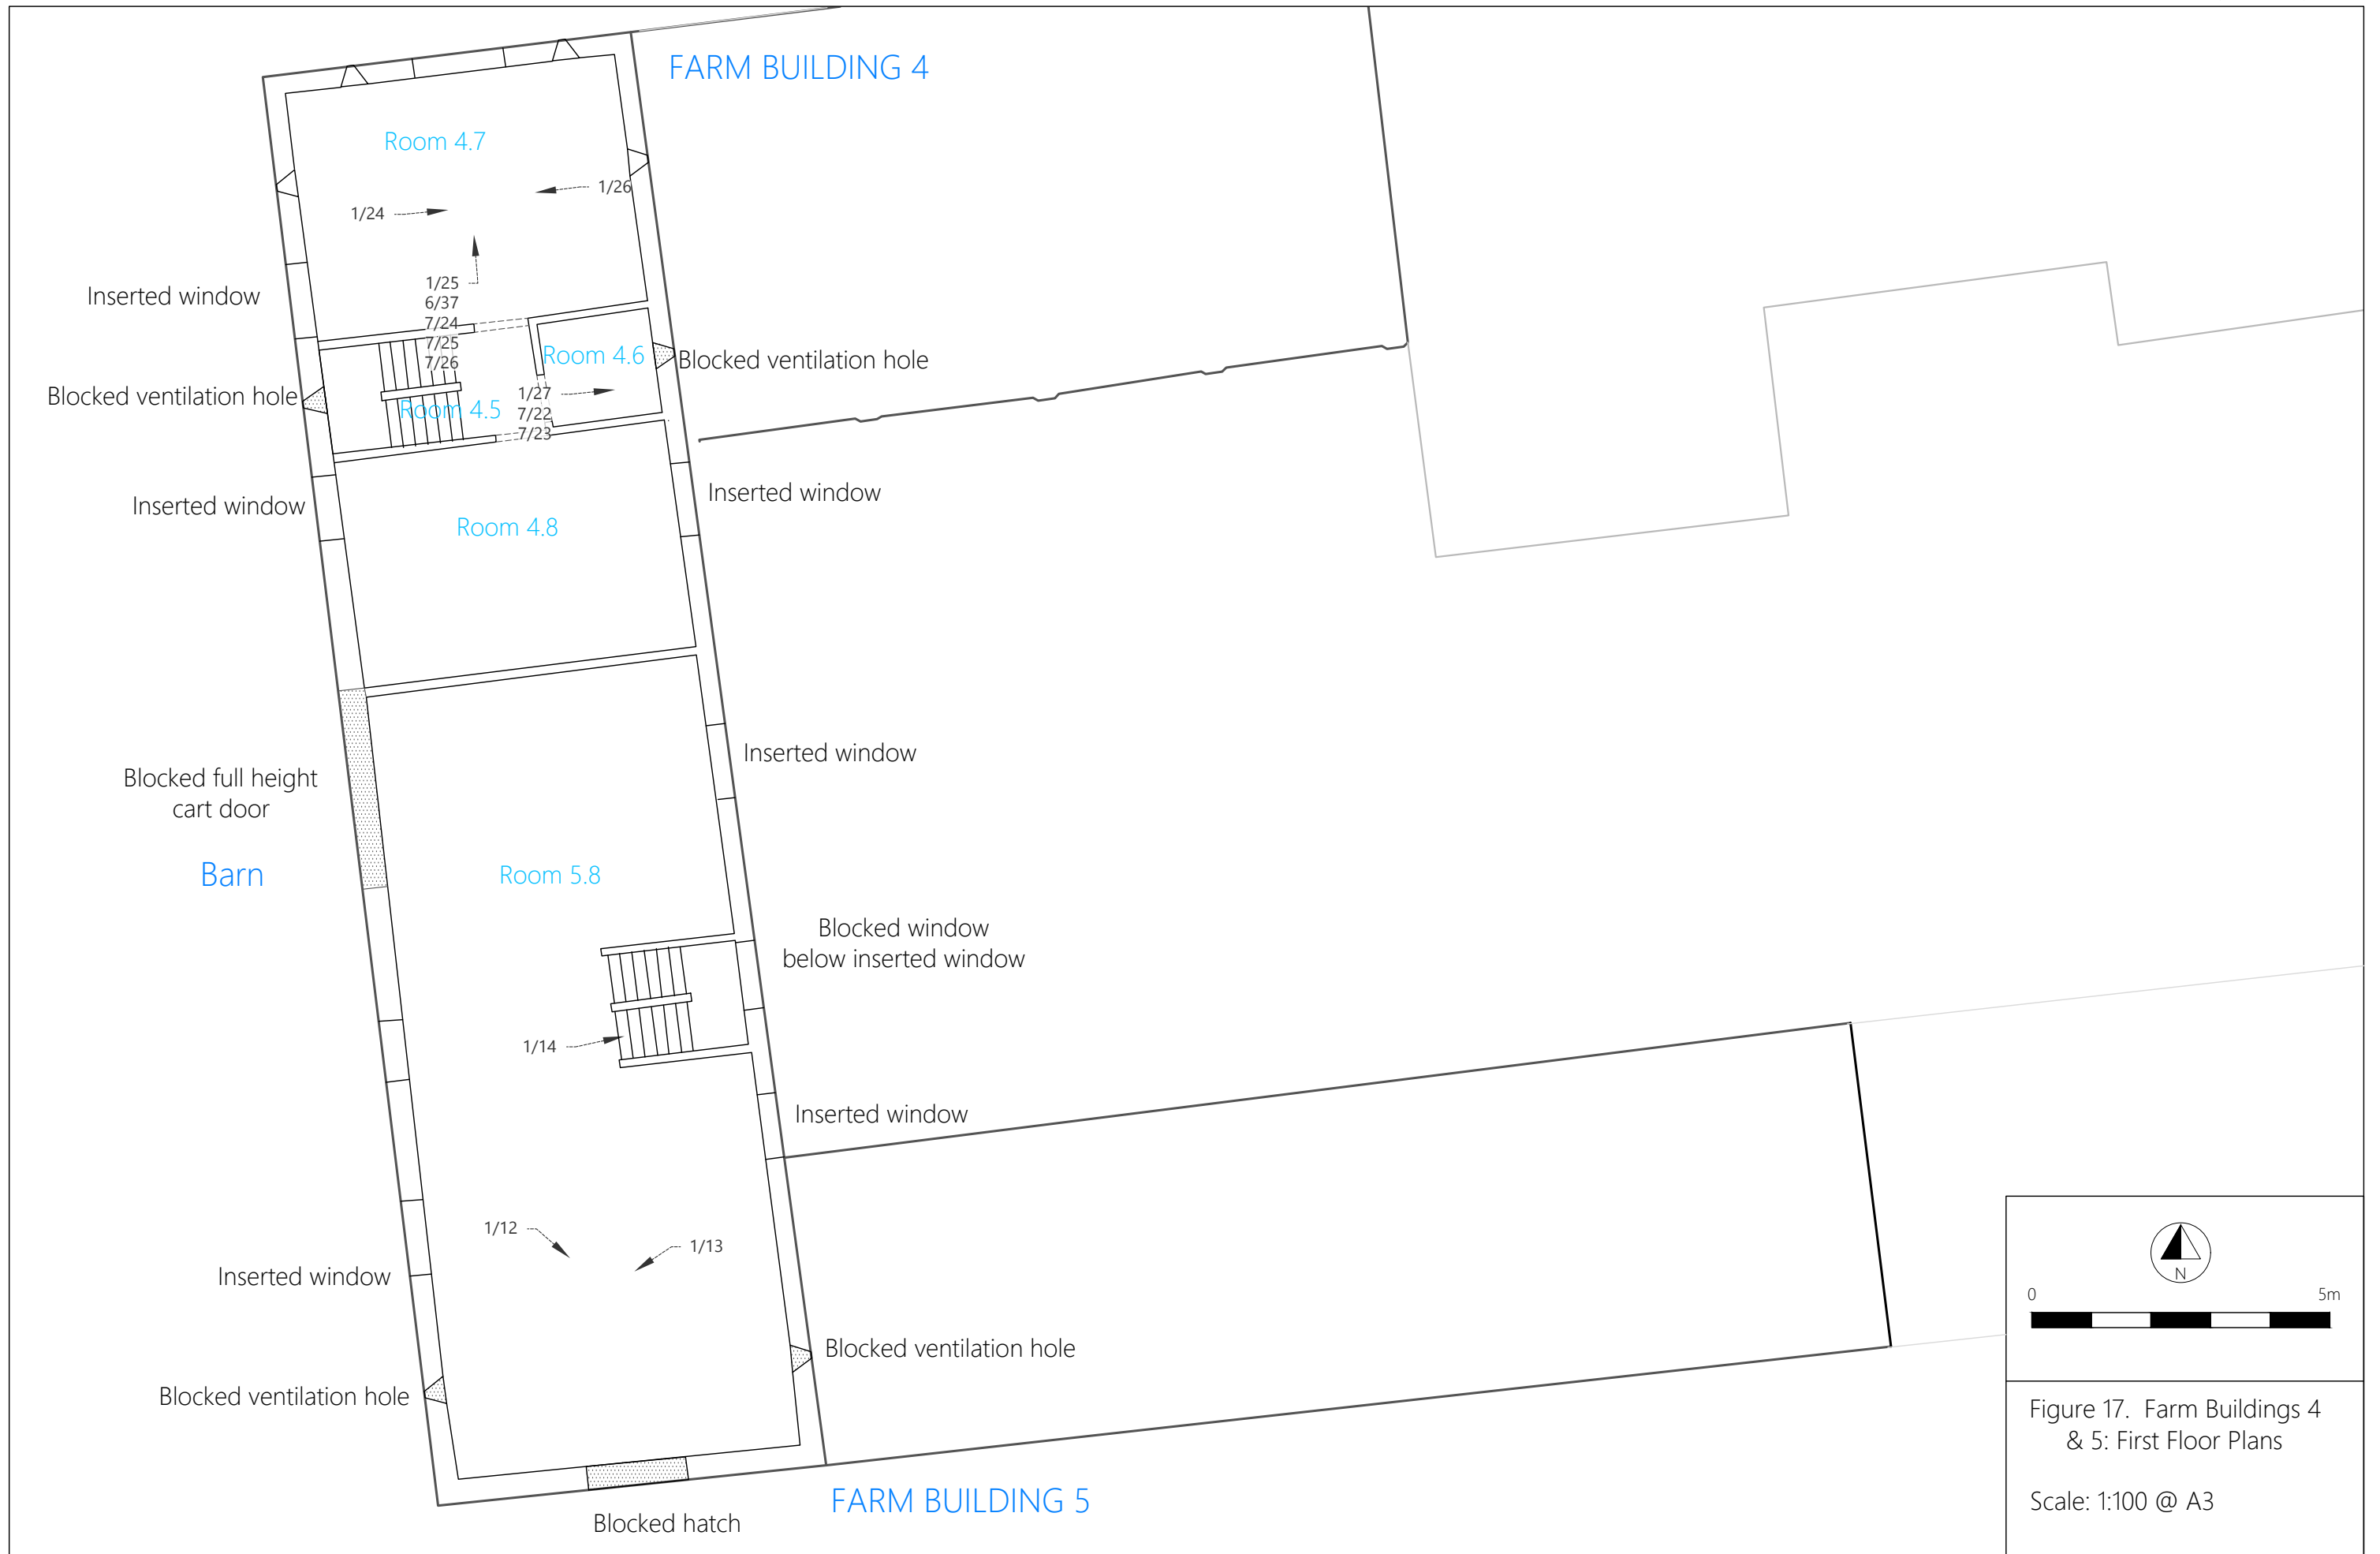 FARM BUILDING 4
Room 4.7
1/26
1/24
1/25
6/37
7/24
7/25
7/26
Inserted window
Room 4.6
Blocked ventilation hole
Blocked ventilation hole
1/27
7/22
7/23
Room 4.5
Inserted window
Inserted window
Room 4.8
Inserted window
Blocked full height
cart door
Barn
Room 5.8
Blocked window
below inserted window
1/14
Inserted window
1/12
1/13
Inserted window
Blocked ventilation hole
Blocked ventilation hole
FARM BUILDING 5
Blocked hatch
N
0 5m
Figure 17. Farm Buildings 4
& 5: First Floor Plans
Scale: 1:100 @ A3